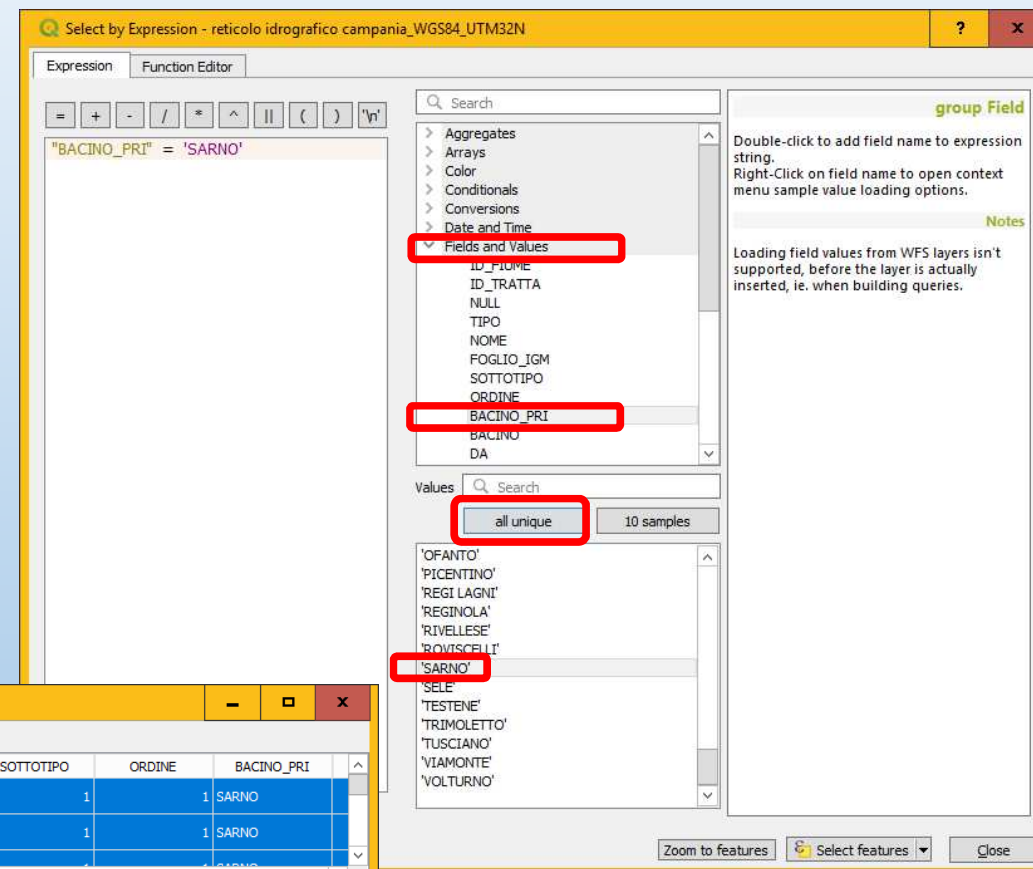 Select by Expression - reticolo idrografico campania_WGS84_UTM32N
? x
Expression Function Editor
= + - / * ^ || ( ) '\n'
"BACINO_PRI" = 'SARNO'
Search
Aggregates
Arrays
Color
Conditionals
Conversions
Date and Time
Fields and Values
ID_FIUME
ID_TRATTA
NULL
TIPO
NOME
FOGLIO_IGM
SOTTOTIPO
ORDINE
BACINO_PRI
BACINO
DA
Values Search
all unique 10 samples
'OFANTO'
'PICENTINO'
'REGI LAGNI'
'REGINOLA'
'RIVELLESE'
'ROVISCELLI'
'SARNO'
'SELE'
'TESTENE'
'TRIMOLETTO'
'TUSCIANO'
'VIAMONTE'
'VOLTURNO'
group Field
Double-click to add field name to expression
string.
Right-Click on field name to open context
menu sample value loading options.
Notes
Loading field values from WFS layers isn't
supported, before the layer is actually
inserted, ie. when building queries.
Zoom to features Select features Close
x
SOTTOTIPO ORDINE BACINO_PRI
1 1 SARNO
1 1 SARNO
1 1 SARNO